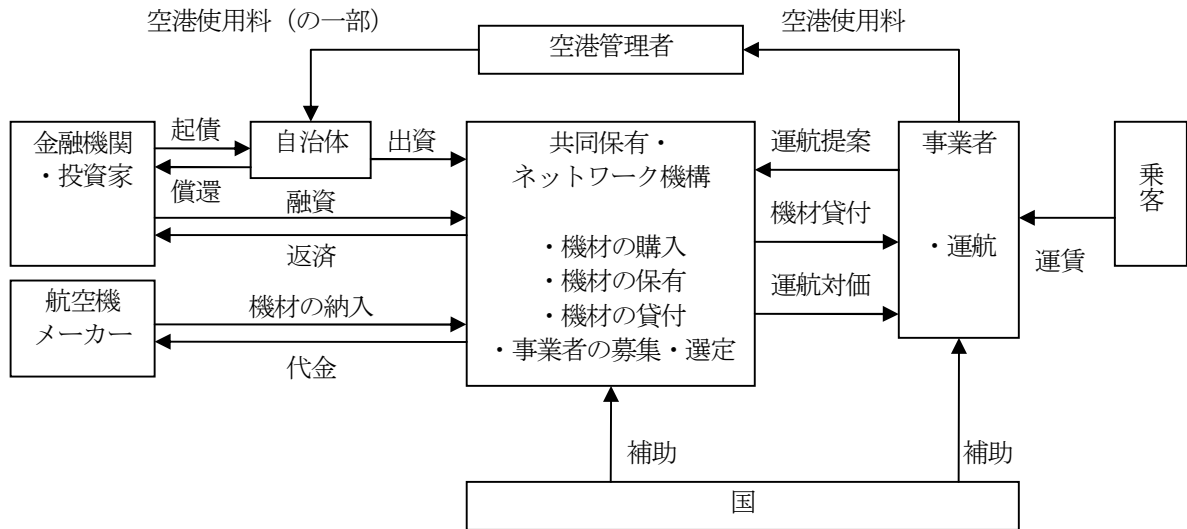 空港使用料（の一部）
空港使用料
空港管理者
金融機関
・投資家
起債
償還
自治体
出資
融資
返済
共同保有・
ネットワーク機構
・機材の購入
・機材の保有
・機材の貸付
・事業者の募集・選定
運航提案
機材貸付
運航対価
事業者
・運航
運賃
乗客
航空機
メーカー
機材の納入
代金
補助
補助
国